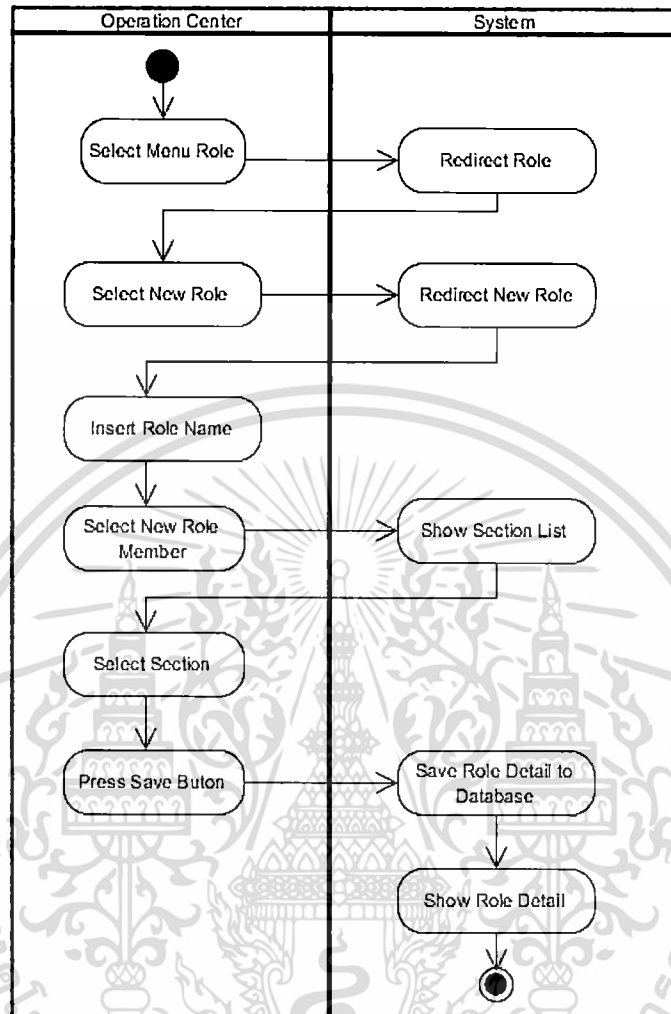 Operation Center
System
Select Menu Role
Redirect Role
Select New Role
Redirect New Role
Insert Role Name
Select New Role
Member
Show Section List
Select Section
Press Save Buton
Save Role Detail to
Database
Show Role Detail